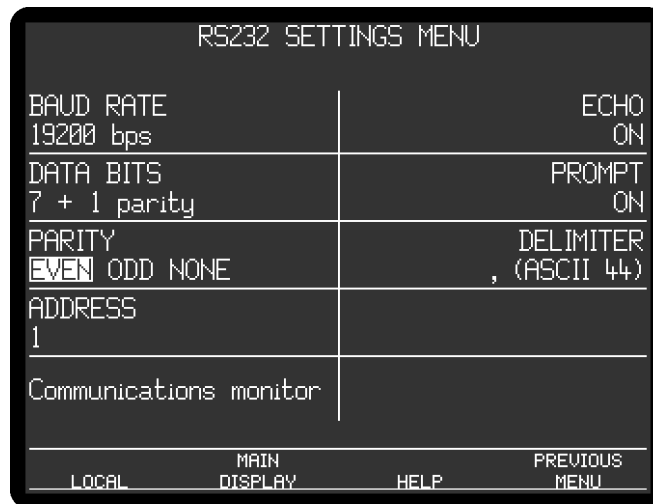 RS232 SETTINGS MENU
BAUD RATE
19200 bps
DATA BITS
7 + 1 parity
PARITY
EVEN ODD NONE
ADDRESS
1
Communications monitor
ECHO
ON
PROMPT
ON
DELIMITER
, (ASCII 44)
LOCAL
MAIN
DISPLAY
HELP
PREVIOUS
MENU